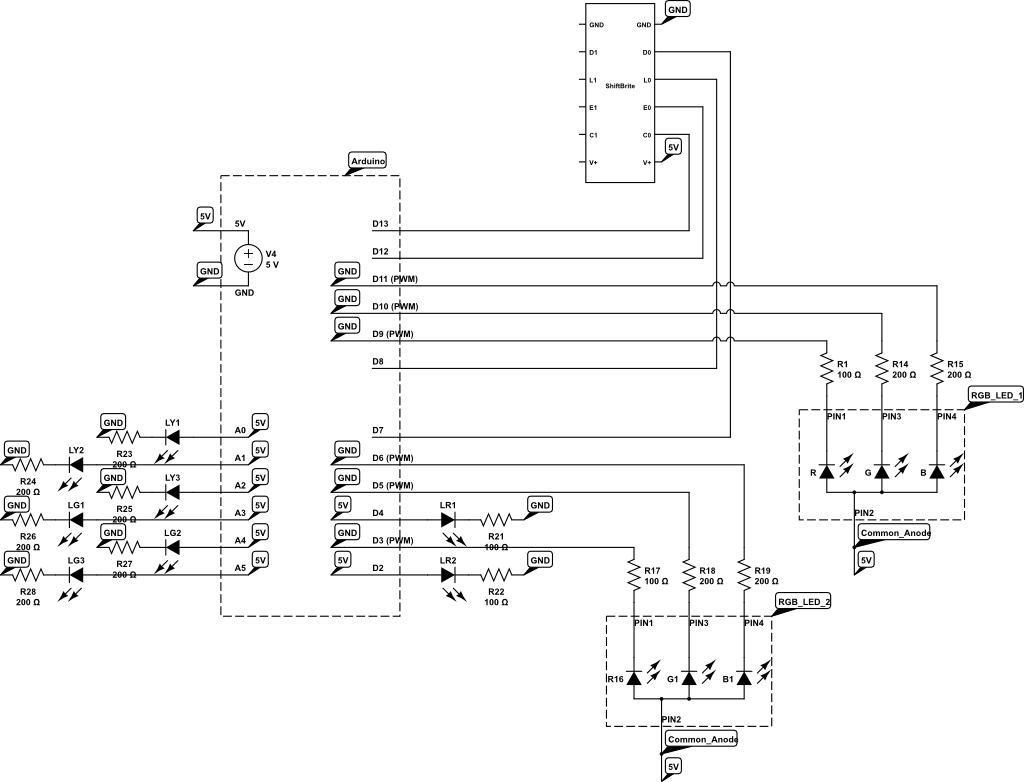 GND
GND GND
D1 D0
L1 L0
ShiftBrite
E1 E0
C1 C0
5V
V+ V+
Arduino
5V 5V D13
V4
5 V
D12
GND GND D11 (PWM)
GND
GND D10 (PWM)
GND D9 (PWM)
D8
R1
100 Ω
R14
200 Ω
R15
200 Ω
RGB_LED_1
PIN1 PIN3 PIN4
GND LY1 5V
A0 D7
R23
200 Ω
GND LY2 A1 5V GND D6 (PWM)
R G B
R24
200 Ω
GND LY3 A2 5V GND D5 (PWM)
R25
200 Ω
GND LG1 A3 5V 5V D4 LR1 GND
R21
100 Ω
PIN2
R26
200 Ω
GND LG2 A4 5V GND D3 (PWM)
Common_Anode
5V
R27
200 Ω
GND LG3 A5 5V 5V D2 LR2 GND
R22
100 Ω
R28
200 Ω
R17
100 Ω
R18
200 Ω
R19
200 Ω
RGB_LED_2
PIN1 PIN3 PIN4
R16 G1 B1
PIN2
Common_Anode
5V